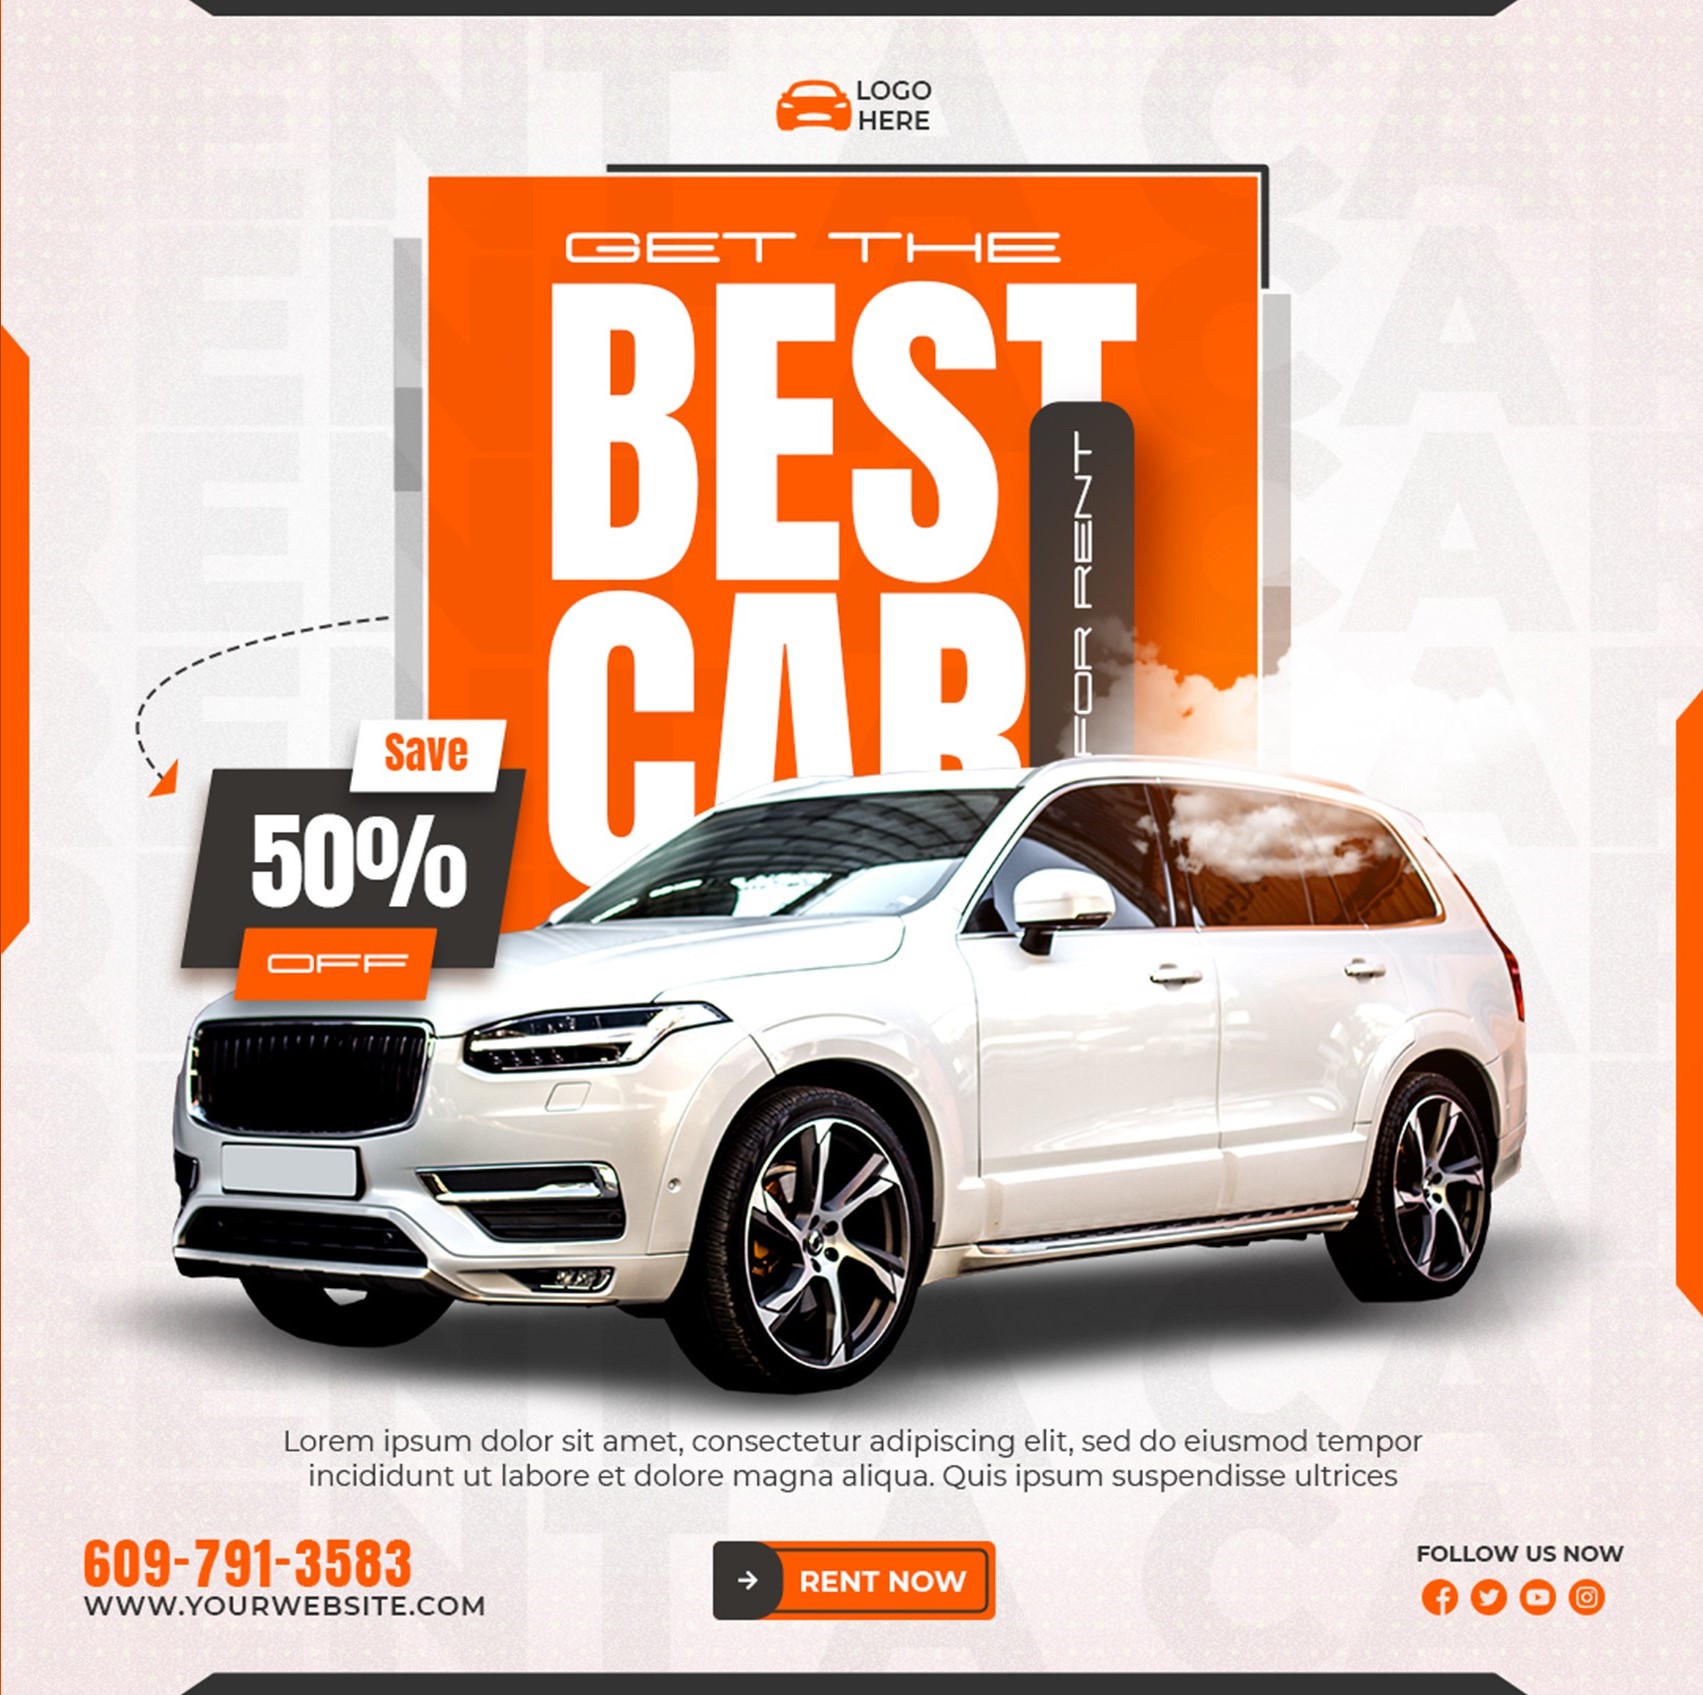 LOGO
HERE
GET THE
BEST
CAR
FOR RENT
Save
50%
OFF
Lorem ipsum dolor sit amet, consectetur adipiscing elit, sed do eiusmod tempor
incididunt ut labore et dolore magna aliqua. Quis ipsum suspendisse ultrices
609-791-3583
WWW.YOURWEBSITE.COM
RENT NOW
FOLLOW US NOW